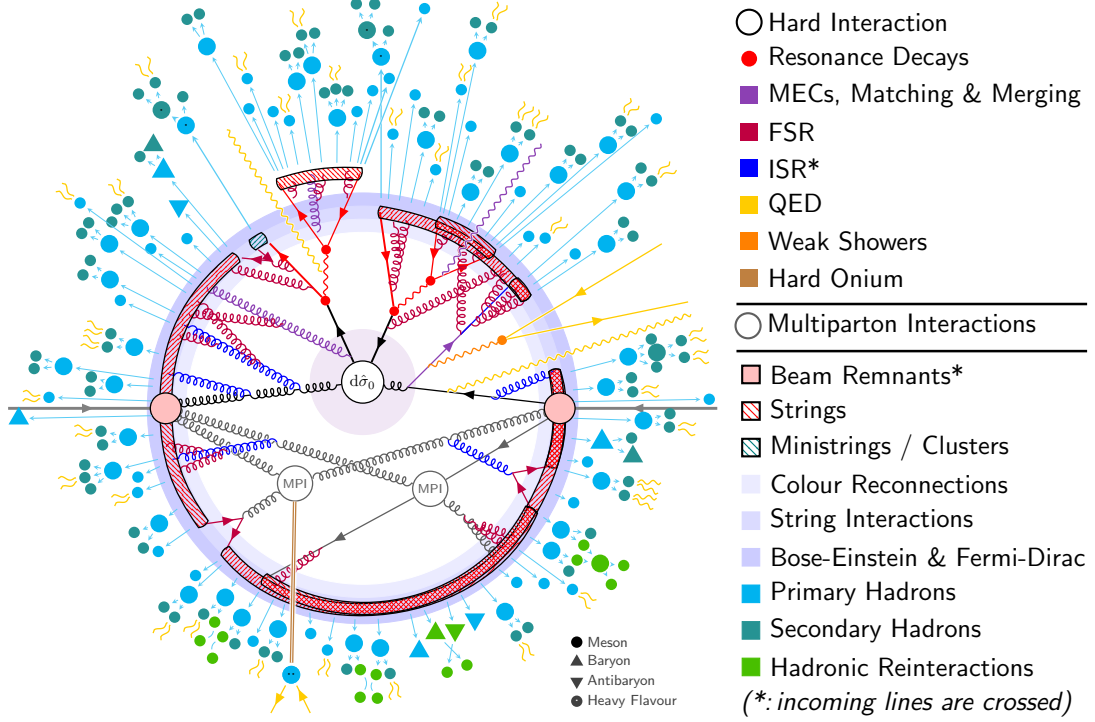 Hard Interaction
Resonance Decays
MECs, Matching & Merging
FSR
ISR*
QED
Weak Showers
Hard Onium
Multiparton Interactions
Beam Remnants*
Strings
Ministrings / Clusters
Colour Reconnections
String Interactions
Bose-Einstein & Fermi-Dirac
Primary Hadrons
Secondary Hadrons
Hadronic Reinteractions
(*: incoming lines are crossed)
dσ̂₀
MPI
MPI
Meson
Baryon
Antibaryon
Heavy Flavour